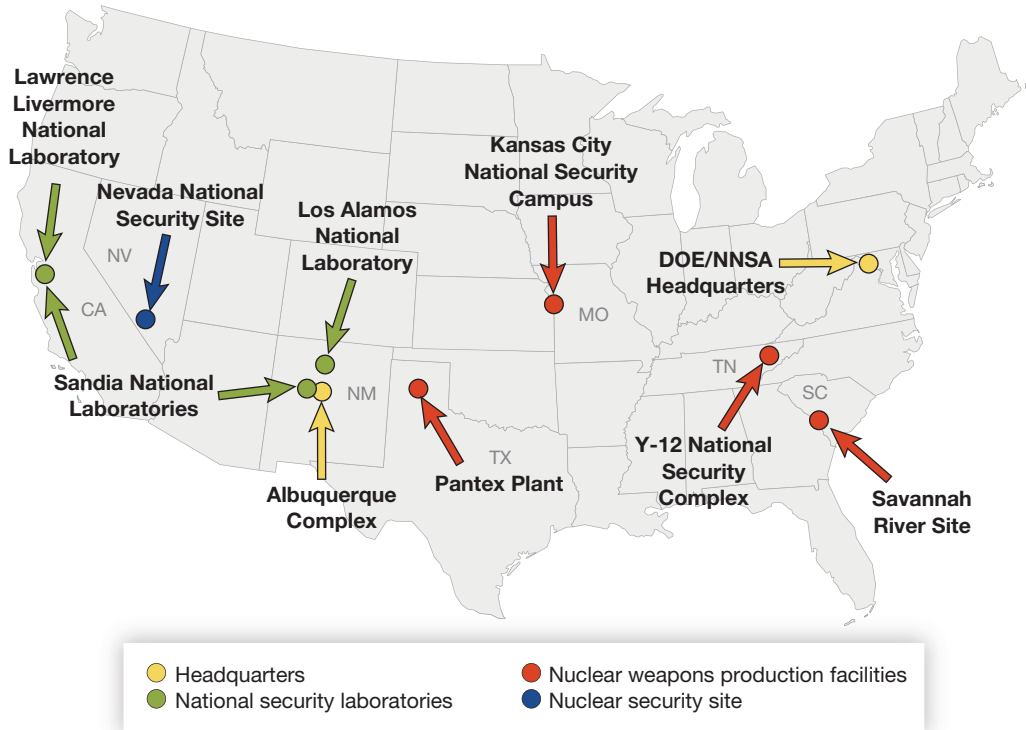 Lawrence
Livermore
National
Laboratory
Nevada National
Security Site
Los Alamos
National
Laboratory
Kansas City
National Security
Campus
DOE/NNSA
Headquarters
NV
CA
MO
Sandia National
Laboratories
NM
TN
SC
TX
Albuquerque
Complex
Pantex Plant
Y-12 National
Security
Complex
Savannah
River Site
Headquarters
National security laboratories
Nuclear weapons production facilities
Nuclear security site